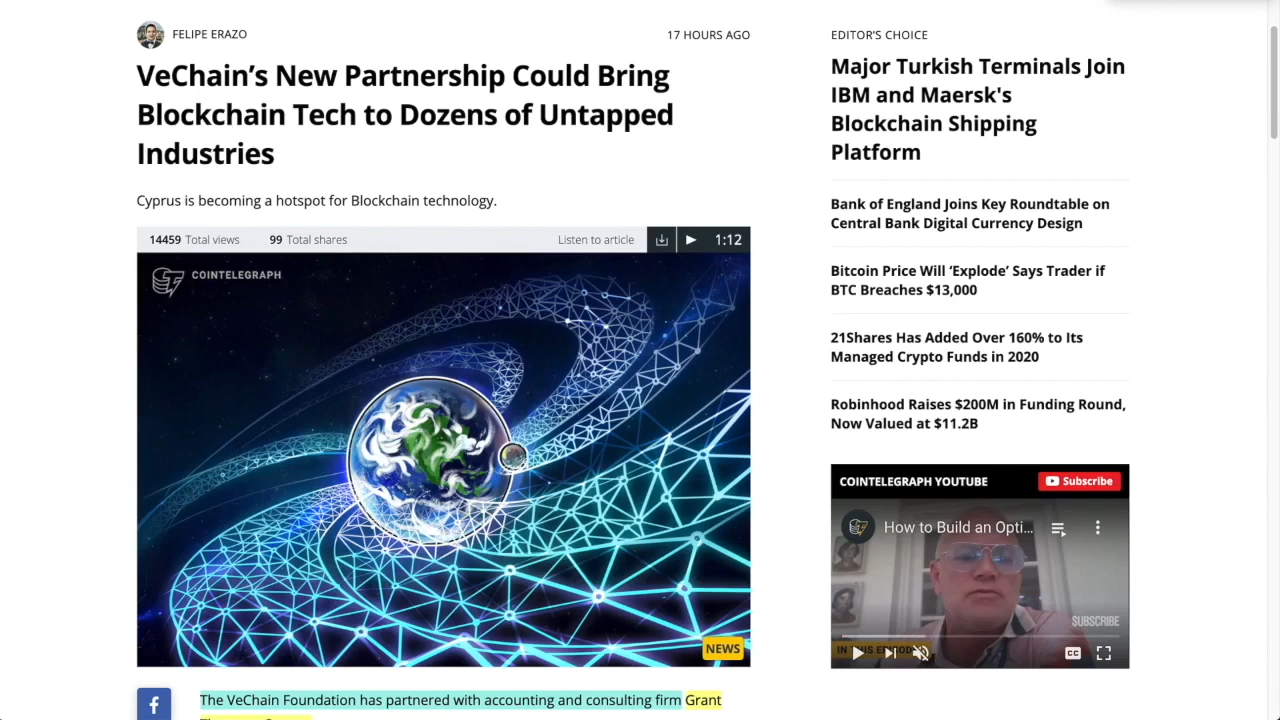 FELIPE ERAZO
17 HOURS AGO
VeChain’s New Partnership Could Bring
Blockchain Tech to Dozens of Untapped
Industries
Cyprus is becoming a hotspot for Blockchain technology.
14459 Total views
99 Total shares
Listen to article
1:12
COINTELEGRAPH
NEWS
The VeChain Foundation has partnered with accounting and consulting firm Grant
EDITOR’S CHOICE
Major Turkish Terminals Join
IBM and Maersk's
Blockchain Shipping
Platform
Bank of England Joins Key Roundtable on
Central Bank Digital Currency Design
Bitcoin Price Will ‘Explode’ Says Trader if
BTC Breaches $13,000
21Shares Has Added Over 160% to Its
Managed Crypto Funds in 2020
Robinhood Raises $200M in Funding Round,
Now Valued at $11.2B
COINTELEGRAPH YOUTUBE
Subscribe
How to Build an Opti...
SUBSCRIBE
IN THIS EPISODE
CC